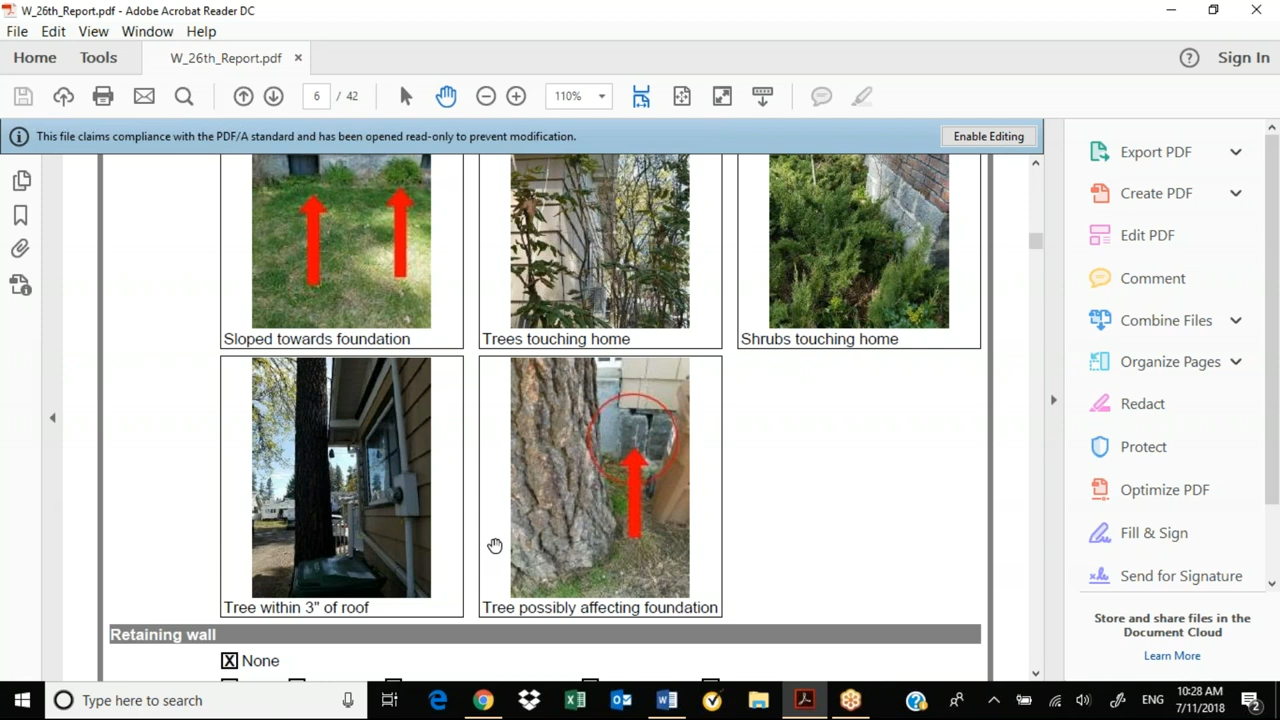 W_26th_Report.pdf - Adobe Acrobat Reader DC
File Edit View Window Help
Home Tools W_26th_Report.pdf × Sign In
6 / 42 110%
This file claims compliance with the PDF/A standard and has been opened read-only to prevent modification. Enable Editing
Sloped towards foundation
Trees touching home
Shrubs touching home
Tree within 3" of roof
Tree possibly affecting foundation
Retaining wall
X None
Export PDF
Create PDF
Edit PDF
Comment
Combine Files
Organize Pages
Redact
Protect
Optimize PDF
Fill & Sign
Send for Signature
Store and share files in the
Document Cloud
Learn More
Type here to search
ENG
10:28 AM
7/11/2018
2